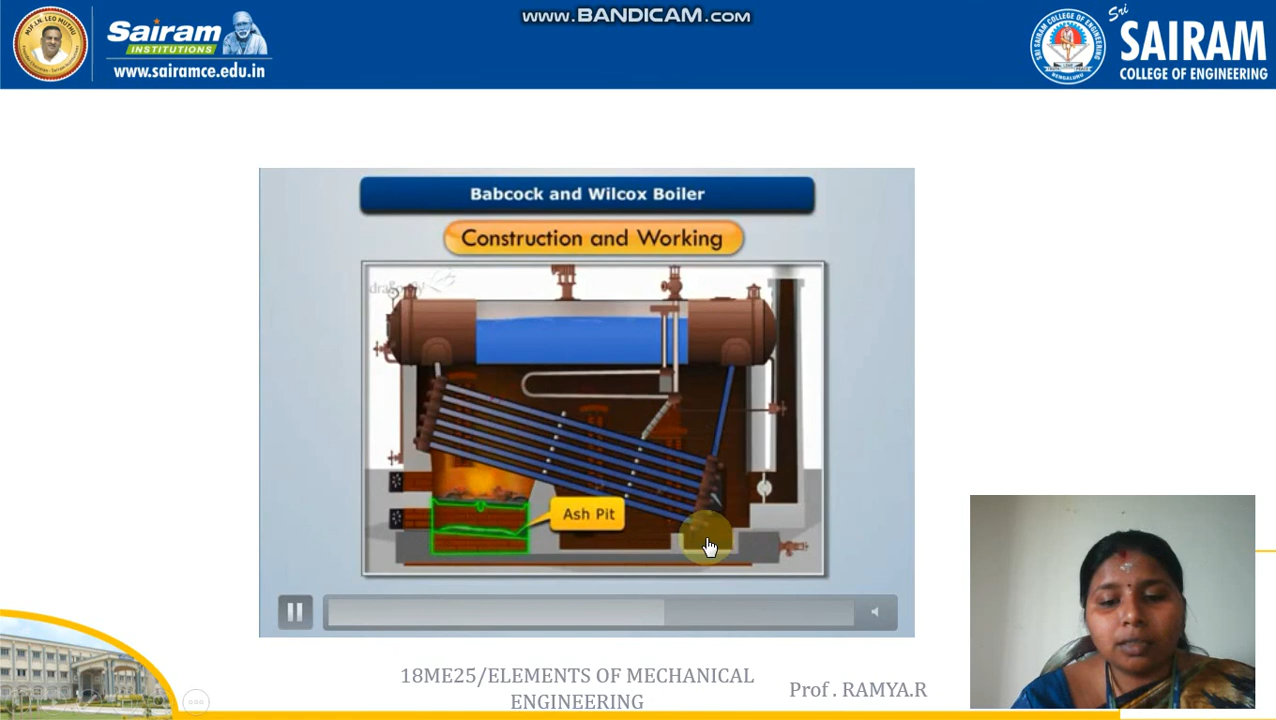 www.BANDICAM.com
Sairam
INSTITUTIONS
www.sairamce.edu.in
Sri
SAIRAM
COLLEGE OF ENGINEERING
Babcock and Wilcox Boiler
Construction and Working
Ash Pit
18ME25/ELEMENTS OF MECHANICAL
ENGINEERING
Prof . RAMYA.R